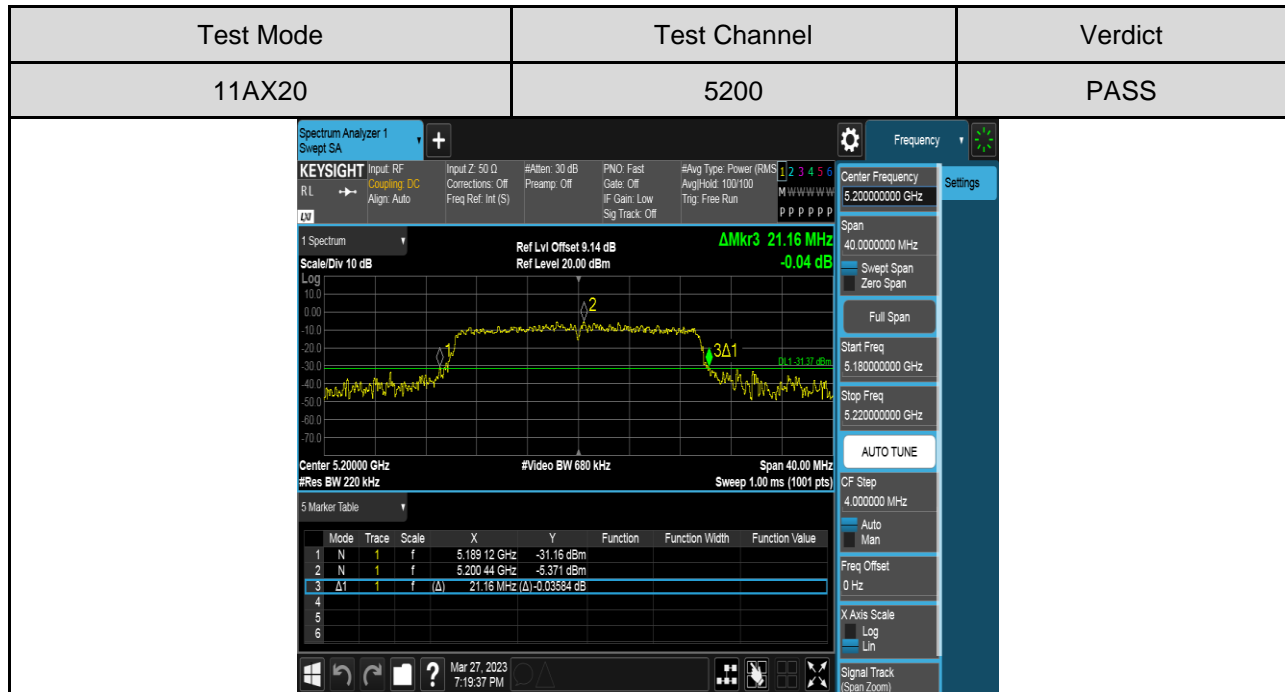 Test Mode Test Channel Verdict
11AX20 5200 PASS
Spectrum Analyzer 1
Swept SA
+
Frequency
KEYSIGHT Input: RF Input Z: 50 Ω #Atten: 30 dB PNO: Fast #Avg Type: Power (RMS 1 2 3 4 5 6
RL Coupling: DC Corrections: Off Preamp: Off Gate: Off Avg|Hold: 100/100 M W W W W W
Align: Auto Freq Ref: Int (S) IF Gain: Low Trig: Free Run
LXI Sig Track: Off P P P P P P
1 Spectrum
Ref Lvl Offset 9.14 dB ΔMkr3 21.16 MHz
Scale/Div 10 dB Ref Level 20.00 dBm -0.04 dB
Log
10.0
0.00
2
-10.0
-20.0
1 3Δ1
-30.0
DL1 -31.37 dBm
-40.0
-50.0
-60.0
-70.0
Center 5.20000 GHz #Video BW 680 kHz Span 40.00 MHz
#Res BW 220 kHz Sweep 1.00 ms (1001 pts)
5 Marker Table
Mode Trace Scale X Y Function Function Width Function Value
1 N 1 f 5.189 12 GHz -31.16 dBm
2 N 1 f 5.200 44 GHz -5.371 dBm
3 Δ1 1 f (Δ) 21.16 MHz (Δ) -0.03584 dB
4
5
6
Mar 27, 2023
7:19:37 PM
?
Center Frequency
5.200000000 GHz
Settings
Span
40.0000000 MHz
Swept Span
Zero Span
Full Span
Start Freq
5.180000000 GHz
Stop Freq
5.220000000 GHz
AUTO TUNE
CF Step
4.000000 MHz
Auto
Man
Freq Offset
0 Hz
X Axis Scale
Log
Lin
Signal Track
(Span Zoom)